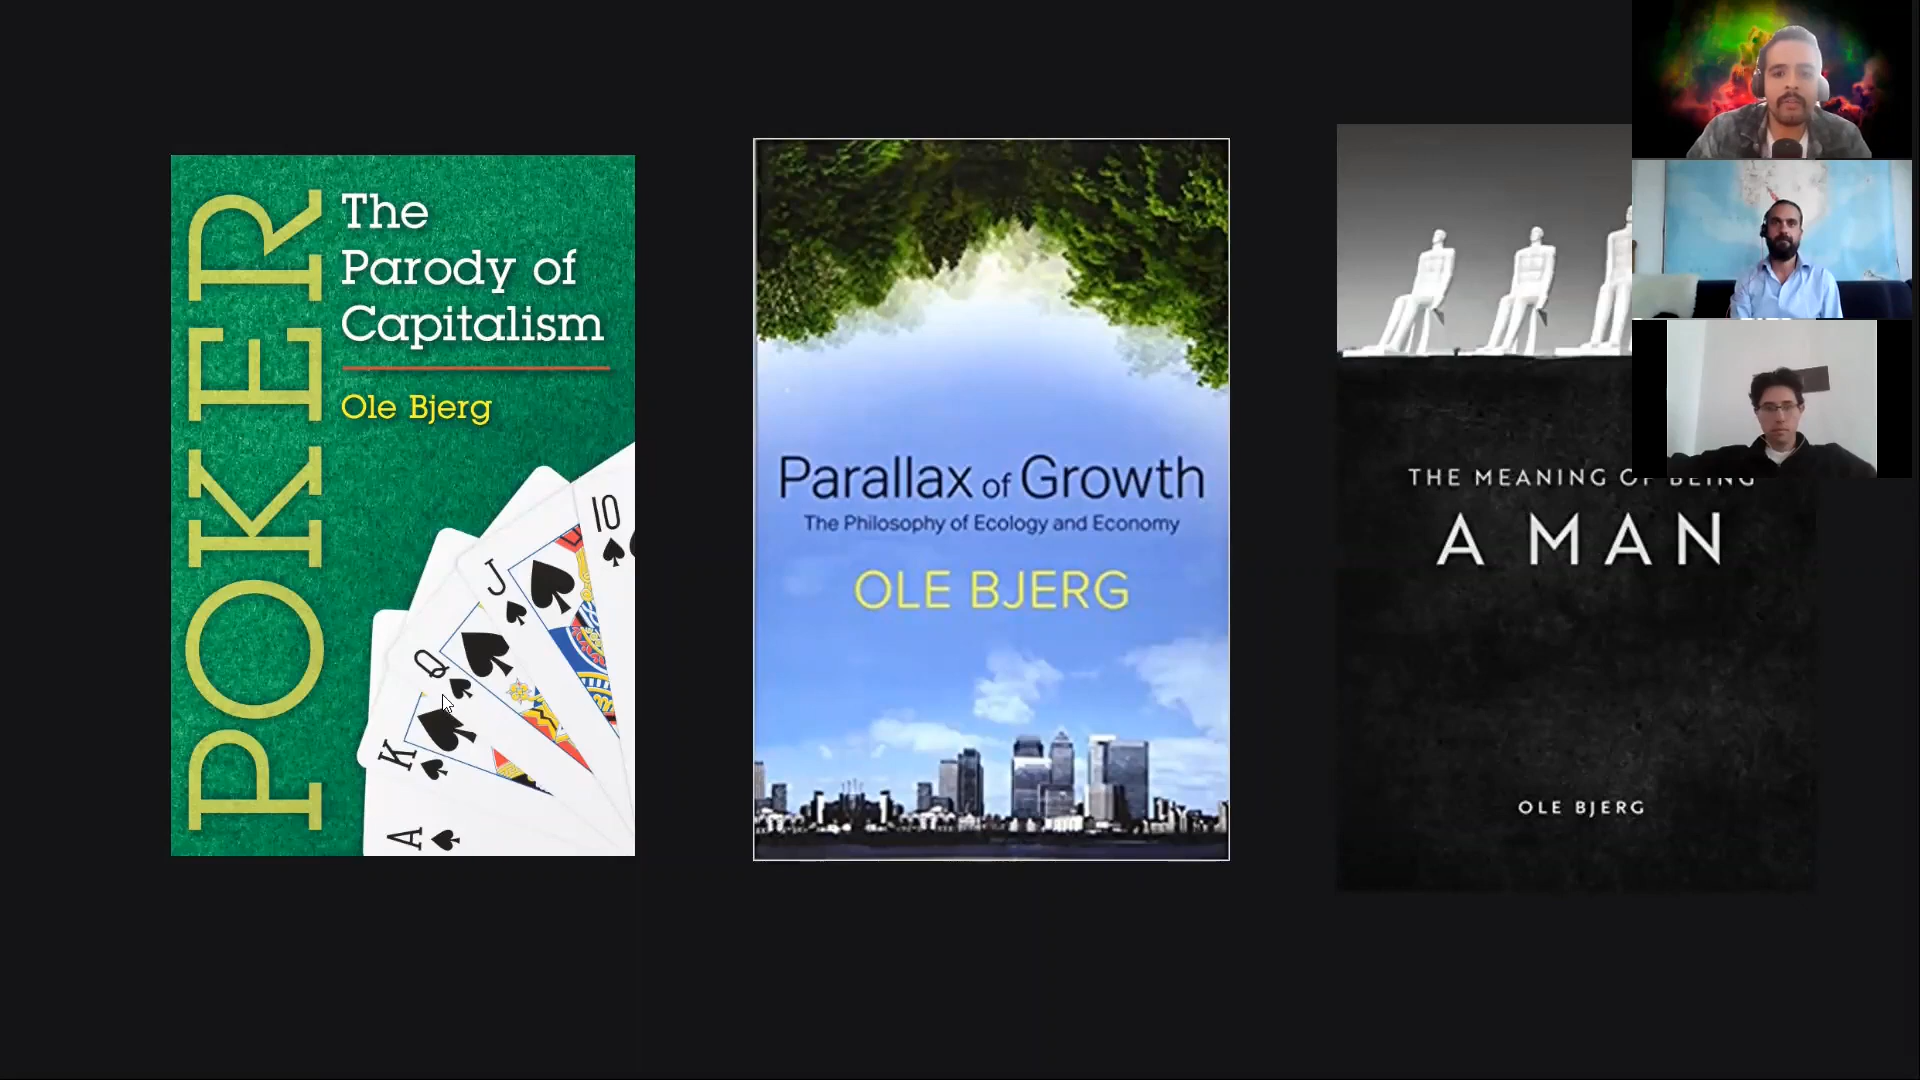 POKER
The
Parody of
Capitalism
Ole Bjerg
10
J
Q
K
A
Parallax of Growth
The Philosophy of Ecology and Economy
OLE BJERG
THE MEANING OF BEING
A MAN
OLE BJERG